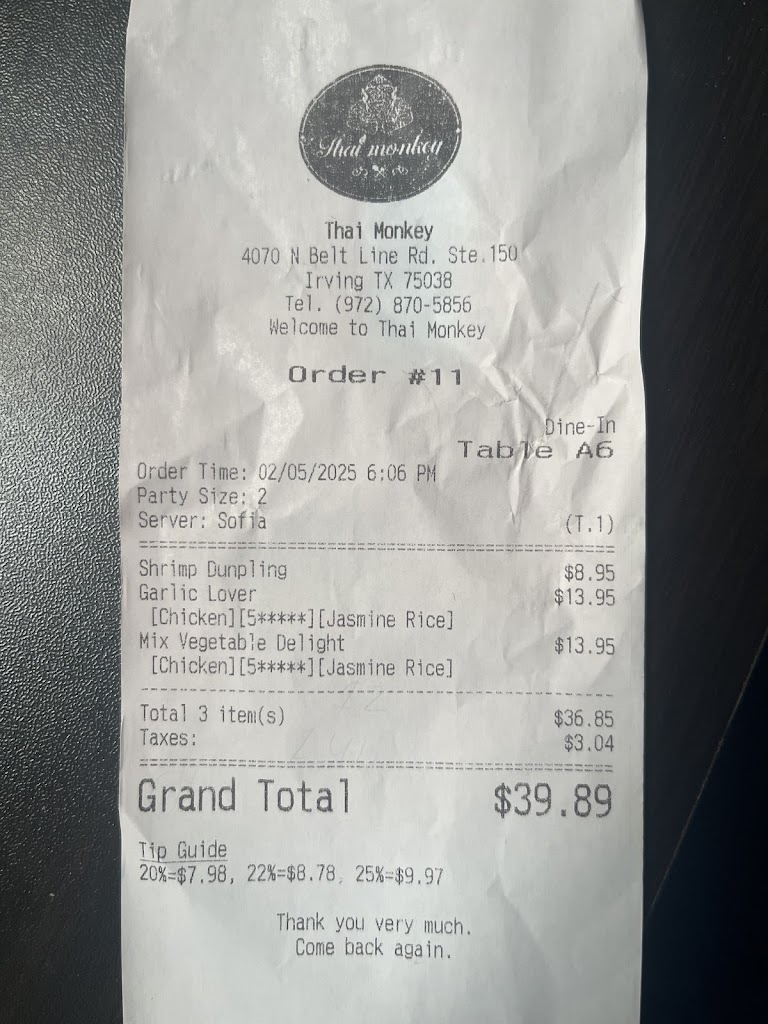 Thai monkey
Thai Monkey
4070 N Belt Line Rd. Ste.150
Irving TX 75038
Tel. (972) 870-5856
Welcome to Thai Monkey
Order #11
Dine-In
Table A6
Order Time: 02/05/2025 6:06 PM
Party Size: 2
Server: Sofia (T.1)
Shrimp Dunpling $8.95
Garlic Lover $13.95
[Chicken][5*****][Jasmine Rice]
Mix Vegetable Delight $13.95
[Chicken][5*****][Jasmine Rice]
Total 3 item(s) $36.85
Taxes: $3.04
Grand Total $39.89
Tip Guide
20%=$7.98, 22%=$8.78, 25%=$9.97
Thank you very much.
Come back again.